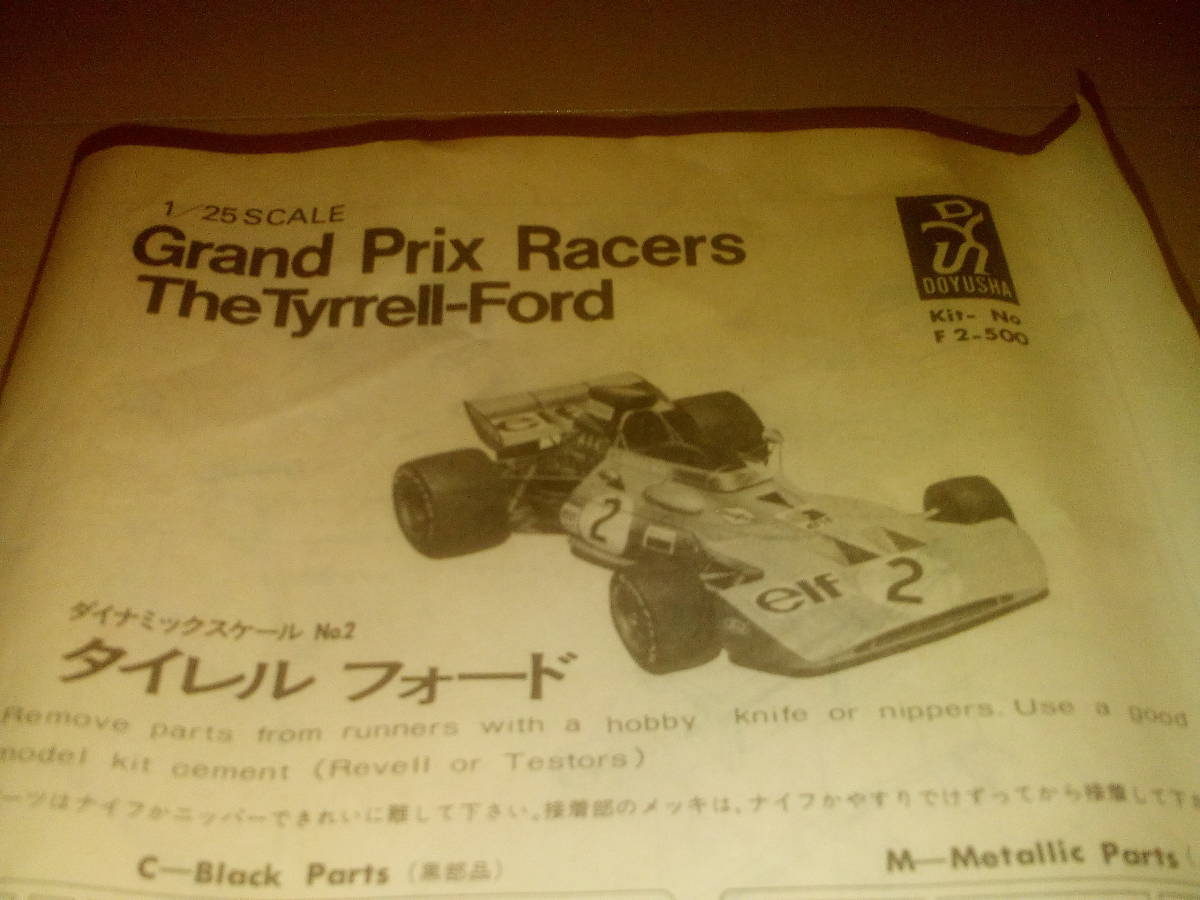 1/25 SCALE
Grand Prix Racers
The Tyrrell-Ford
DYS
DOYUSHA
Kit- No
F 2-500
2
elf 2
ダイナミックスケール No.2
タイレル フォード
Remove parts from runners with a hobby knife or nippers. Use a good
model kit cement (Revell or Testors)
ーツはナイフかニッパーできれいに離して下さい。接着部のメッキは、ナイフかやすりでけずってから接着して下
C—Black Parts (黒部品)
M—Metallic Parts (